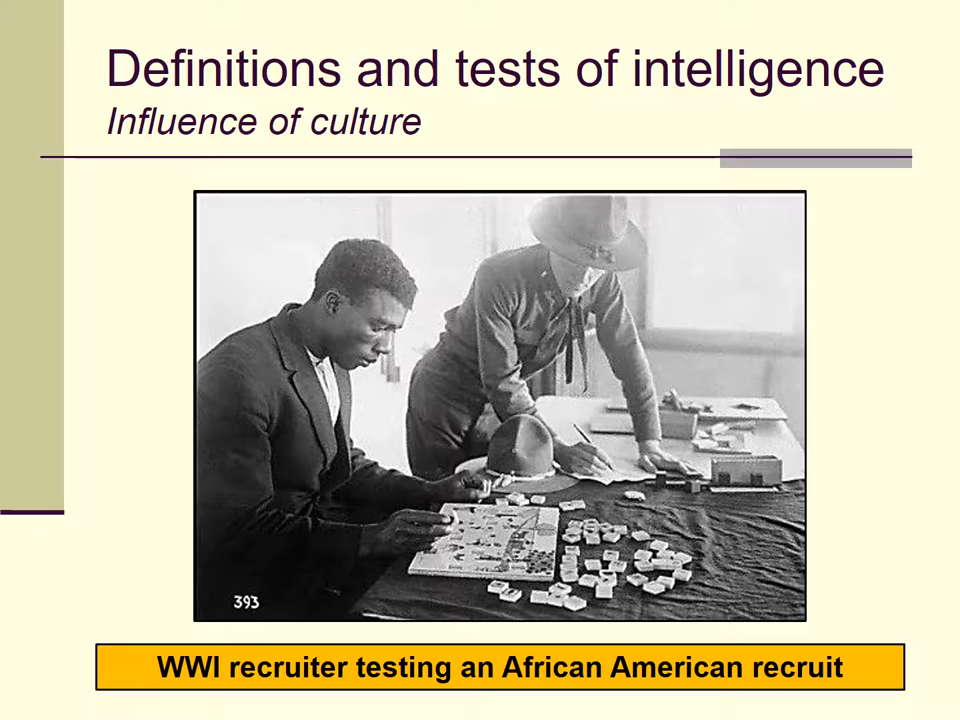 Definitions and tests of intelligence
Influence of culture
393
WWI recruiter testing an African American recruit